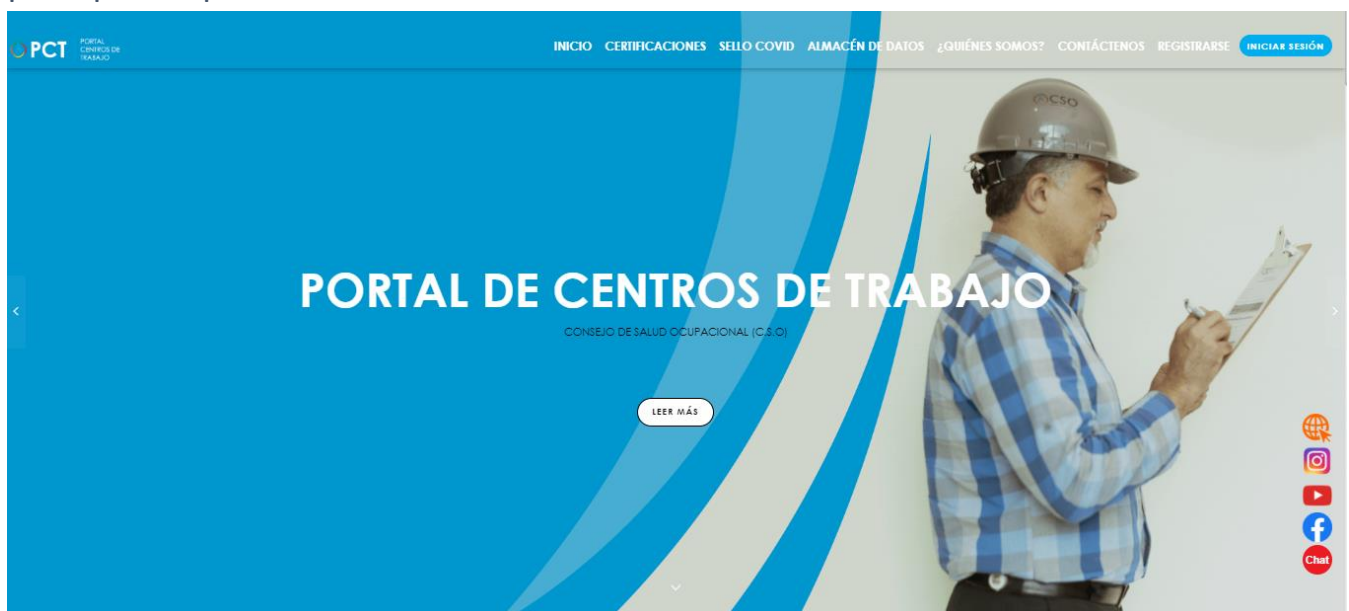 PCT
PORTAL
CENTROS DE
TRABAJO
INICIO CERTIFICACIONES SELLO COVID ALMACÉN DE DATOS ¿QUIÉNES SOMOS? CONTÁCTENOS REGISTRARSE INICIAR SESIÓN
CSO
PORTAL DE CENTROS DE TRABAJO
CONSEJO DE SALUD OCUPACIONAL (C.S.O)
LEER MÁS
Chat